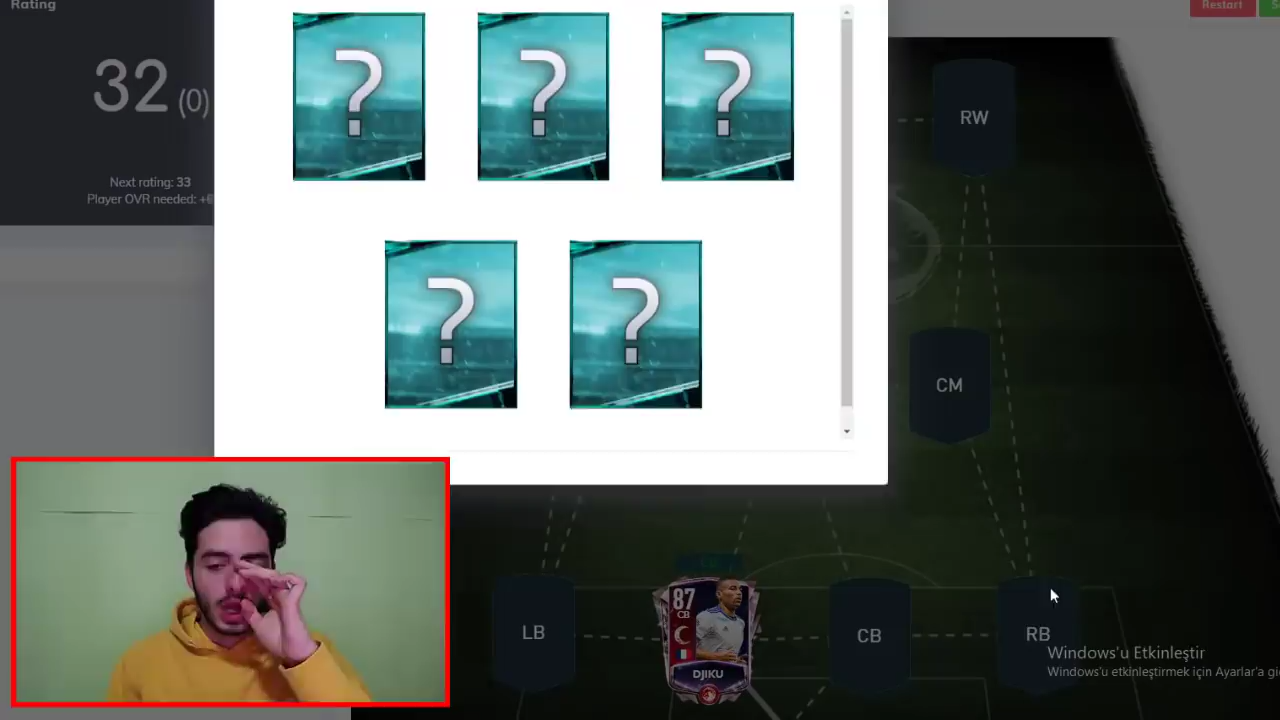 Rating
Restart
S
32 (0)
Next rating: 33
Player OVR needed: +6
?
?
?
?
?
RW
CM
LB
87
CB
DJIKU
CB
RB
Windows'u Etkinleştir
Windows'u etkinleştirmek için Ayarlar'a gi